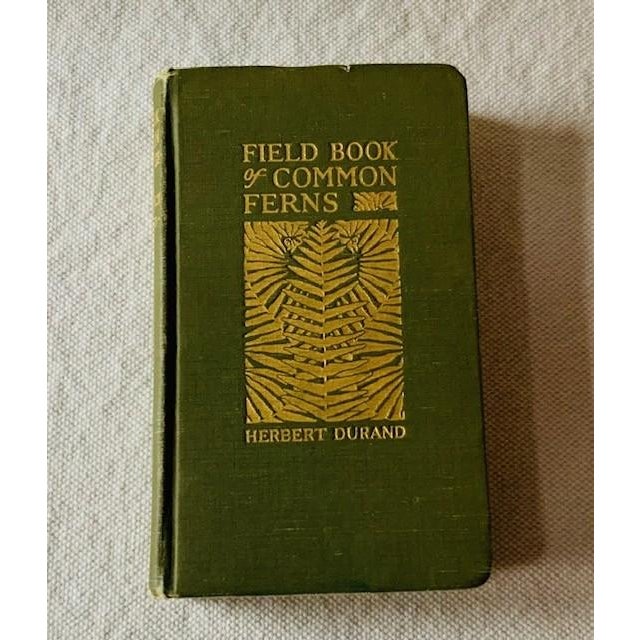 FIELD BOOK
of COMMON
FERNS
HERBERT DURAND